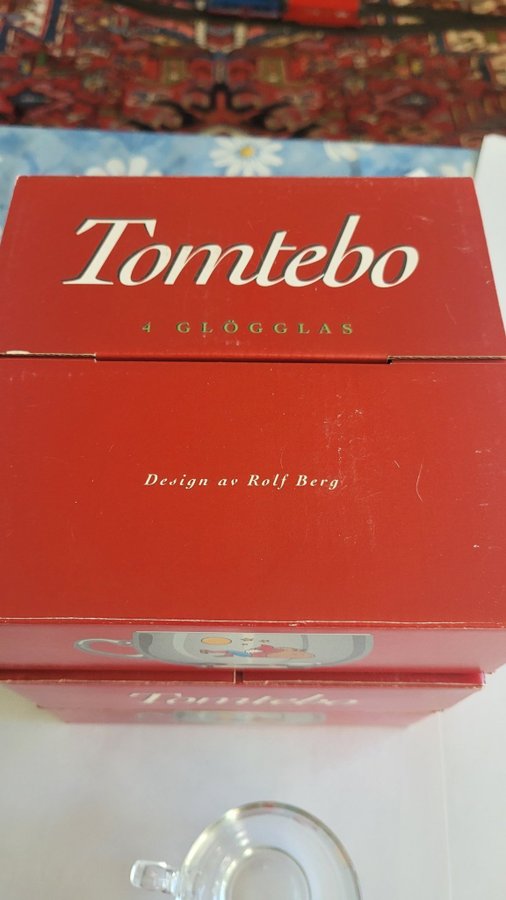 Tomtebo
4 GLÖGGLAS
Design av Rolf Berg
Tomtebo